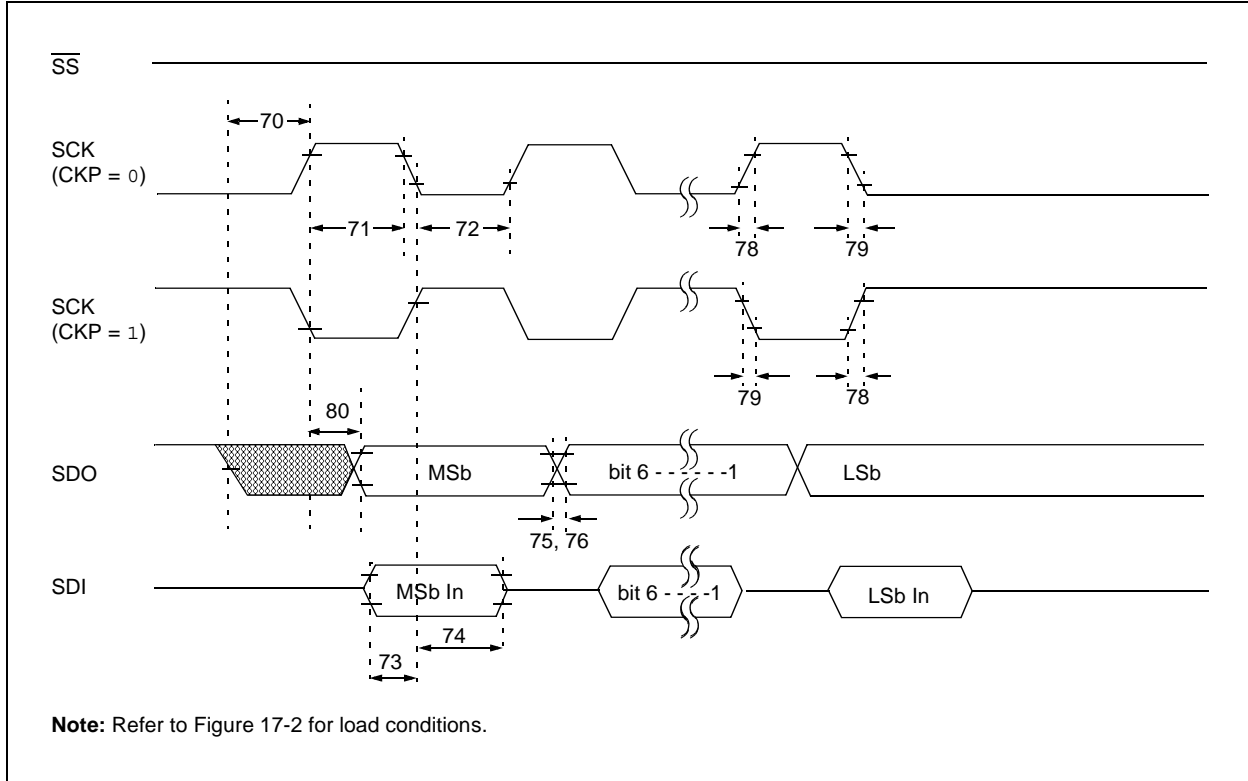 SS
70
SCK
(CKP = 0)
71
72
78
79
SCK
(CKP = 1)
79
78
80
SDO
MSb
bit 6 - - - - - -1
LSb
75, 76
SDI
MSb In
bit 6 - - - - -1
LSb In
74
73
Note: Refer to Figure 17-2 for load conditions.